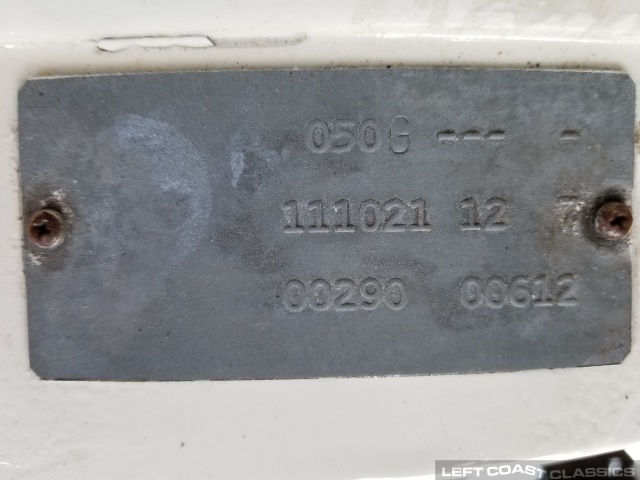 050G --- -
111021 12 7
00290 00612
LEFT COAST CLASSICS